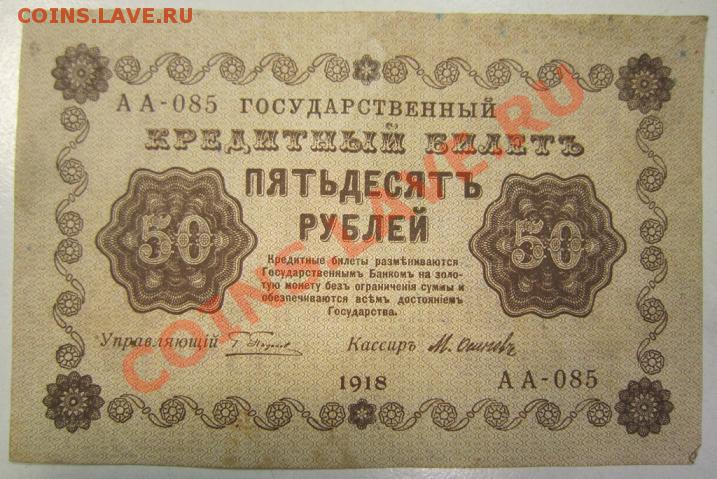 COINS.LAVE.RU
АА-085 ГОСУДАРСТВЕННЫЙ
КРЕДИТНЫЙ БИЛЕТЪ
ПЯТЬДЕСЯТЪ
РУБЛЕЙ
50
50
Кредитные билеты размѣниваются
Государственнымъ Банкомъ на золо-
тую монету безъ ограниченія суммы и
обезпечиваются всѣмъ достояніемъ
Государства.
Управляющій
Кассиръ М. Осиповъ
1918
АА-085
COINS.LAVE.RU